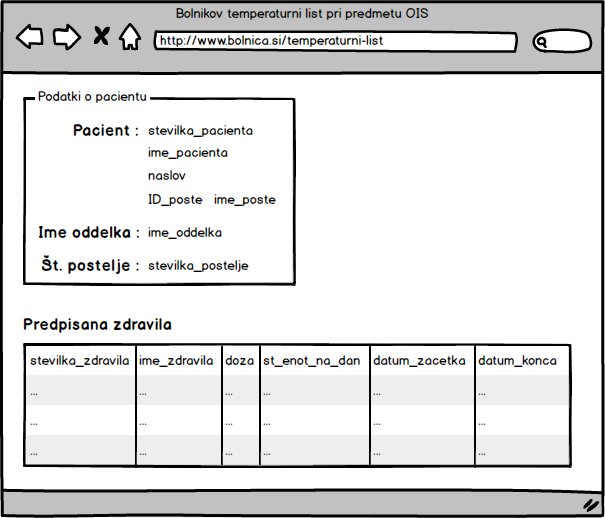 Bolnikov temperaturni list pri predmetu OIS
http://www.bolnica.si/temperaturni-list
Podatki o pacientu
Pacient : stevilka_pacienta
ime_pacienta
naslov
ID_poste ime_poste
Ime oddelka : ime_oddelka
Št. postelje : stevilka_postelje
Predpisana zdravila
stevilka_zdravila ime_zdravila doza st_enot_na_dan datum_zacetka datum_konca
... ... ... ... ... ...
... ... ... ... ... ...
... ... ... ... ... ...